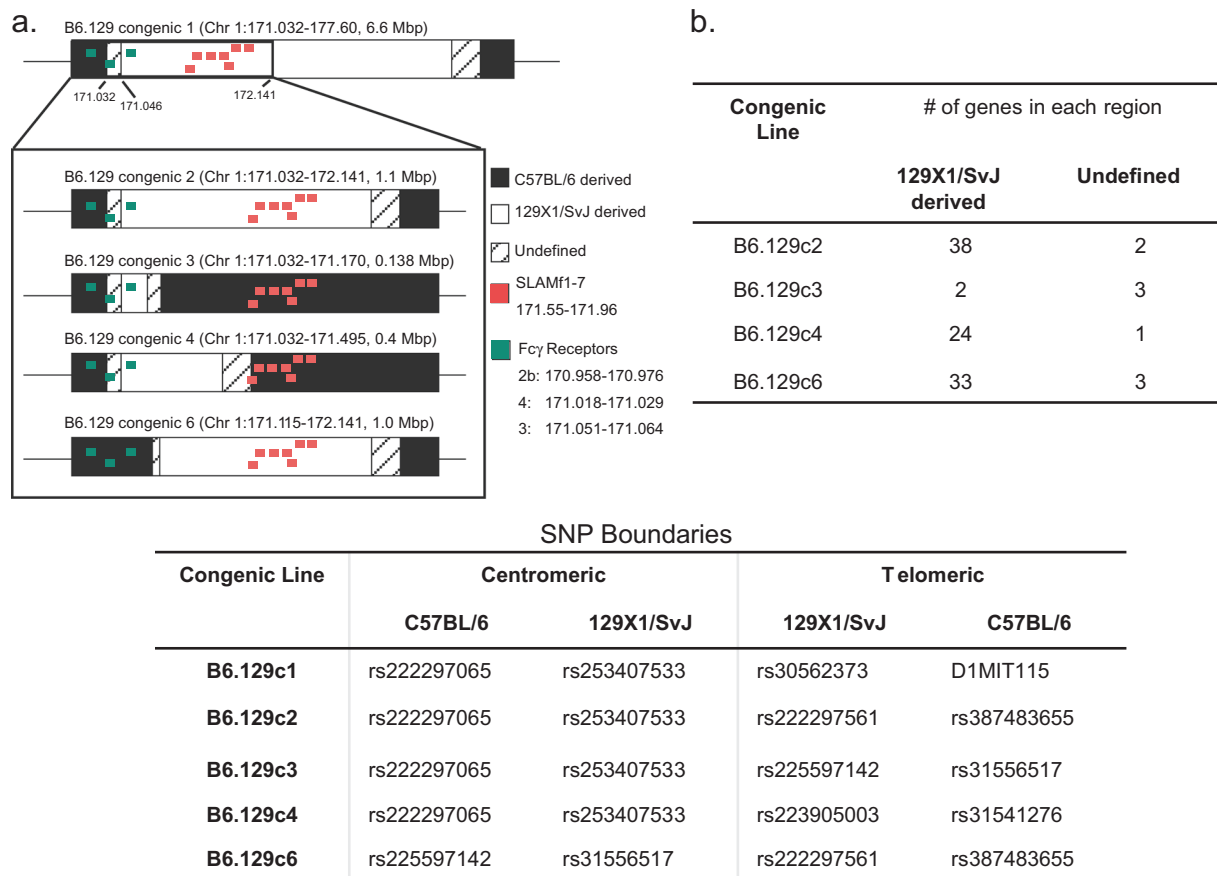 a.
B6.129 congenic 1 (Chr 1:171.032-177.60, 6.6 Mbp)
171.032
171.046
172.141
B6.129 congenic 2 (Chr 1:171.032-172.141, 1.1 Mbp)
B6.129 congenic 3 (Chr 1:171.032-171.170, 0.138 Mbp)
B6.129 congenic 4 (Chr 1:171.032-171.495, 0.4 Mbp)
B6.129 congenic 6 (Chr 1:171.115-172.141, 1.0 Mbp)
C57BL/6 derived
129X1/SvJ derived
Undefined
SLAMf1-7
171.55-171.96
Fcγ Receptors
2b: 170.958-170.976
4: 171.018-171.029
3: 171.051-171.064
b.
Congenic Line # of genes in each region
129X1/SvJ derived Undefined
B6.129c2 38 2
B6.129c3 2 3
B6.129c4 24 1
B6.129c6 33 3
SNP Boundaries
Congenic Line Centromeric Telomeric
C57BL/6 129X1/SvJ 129X1/SvJ C57BL/6
B6.129c1 rs222297065 rs253407533 rs30562373 D1MIT115
B6.129c2 rs222297065 rs253407533 rs222297561 rs387483655
B6.129c3 rs222297065 rs253407533 rs225597142 rs31556517
B6.129c4 rs222297065 rs253407533 rs223905003 rs31541276
B6.129c6 rs225597142 rs31556517 rs222297561 rs387483655